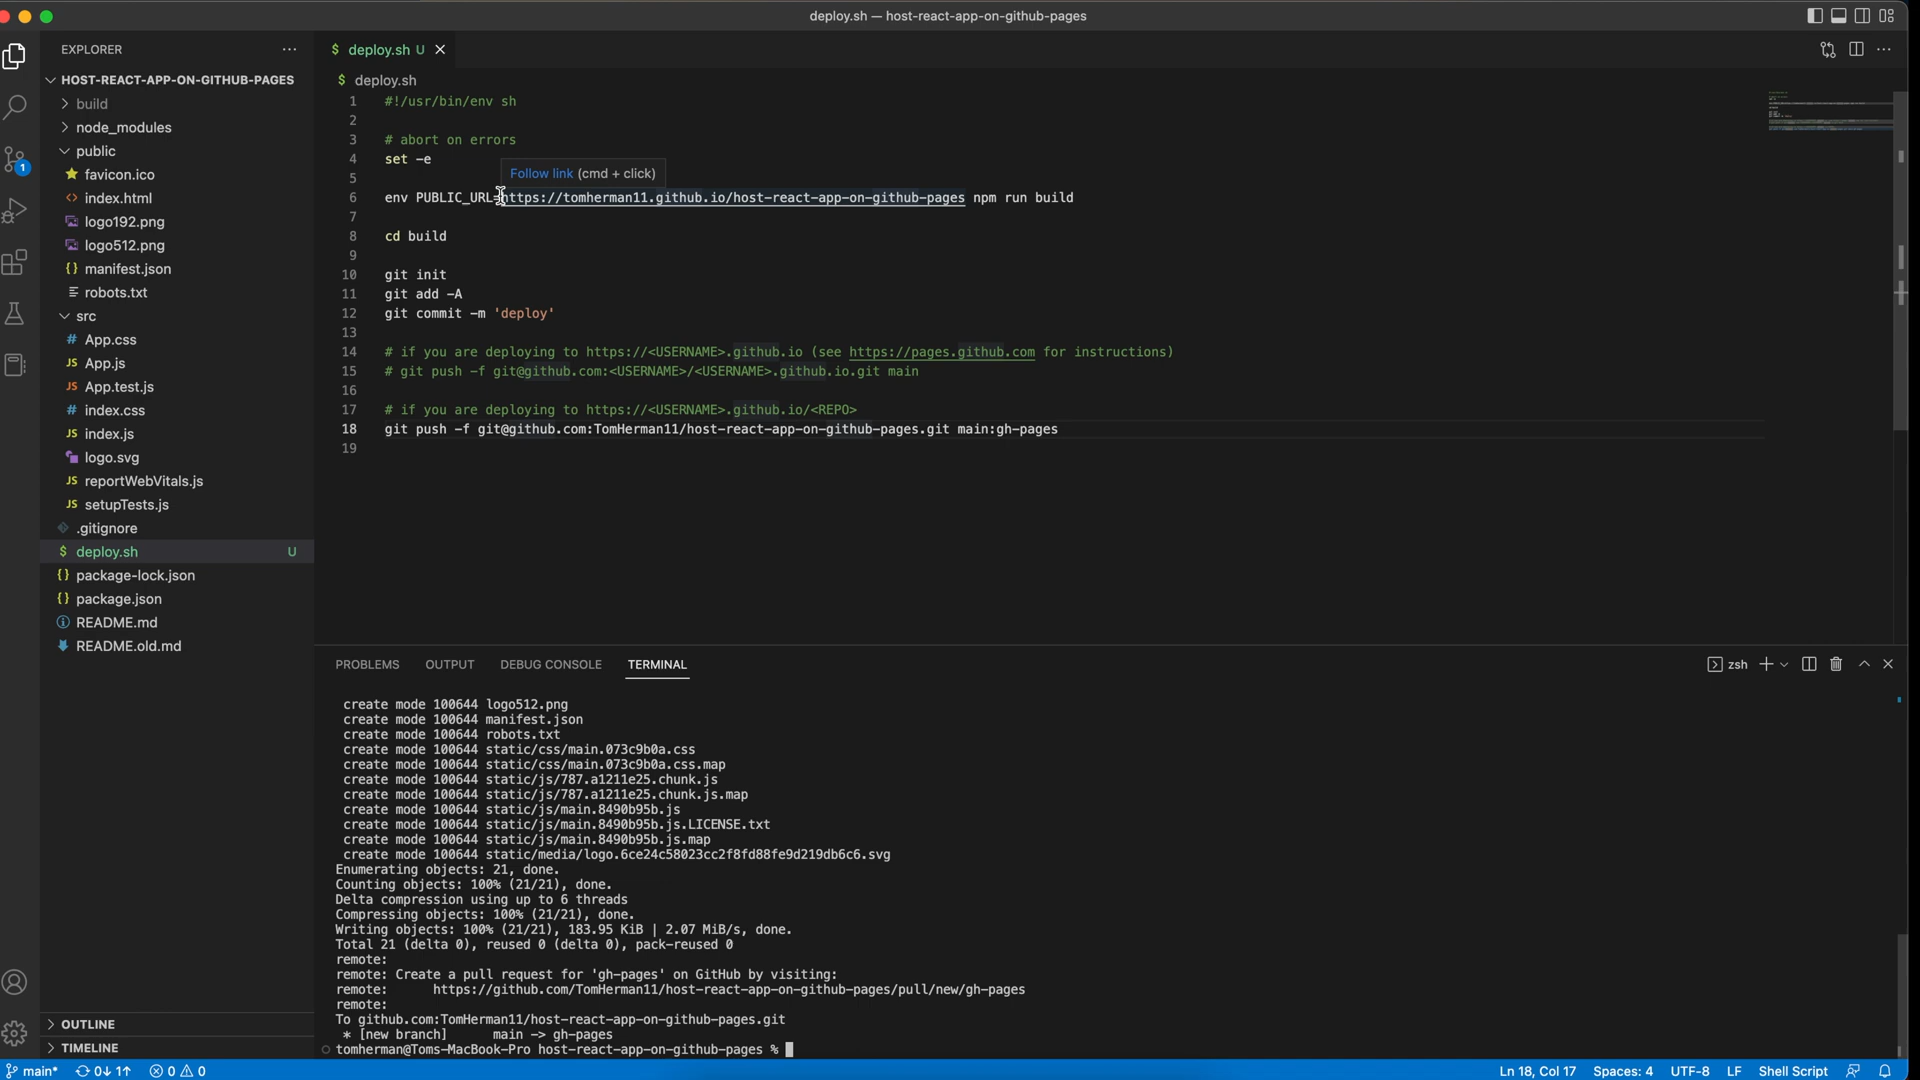 deploy.sh — host-react-app-on-github-pages
EXPLORER
HOST-REACT-APP-ON-GITHUB-PAGES
build
node_modules
public
favicon.ico
<> index.html
logo192.png
logo512.png
{} manifest.json
robots.txt
src
# App.css
JS App.js
JS App.test.js
# index.css
JS index.js
logo.svg
JS reportWebVitals.js
JS setupTests.js
.gitignore
$ deploy.sh U
{} package-lock.json
{} package.json
README.md
README.old.md
OUTLINE
TIMELINE
1
$ deploy.sh U
$ deploy.sh
1 #!/usr/bin/env sh
2
3 # abort on errors
4 set -e
Follow link (cmd + click)
5
6 env PUBLIC_URL=https://tomherman11.github.io/host-react-app-on-github-pages npm run build
7
8 cd build
9
10 git init
11 git add -A
12 git commit -m 'deploy'
13
14 # if you are deploying to https://<USERNAME>.github.io (see https://pages.github.com for instructions)
15 # git push -f git@github.com:<USERNAME>/<USERNAME>.github.io.git main
16
17 # if you are deploying to https://<USERNAME>.github.io/<REPO>
18 git push -f git@github.com:TomHerman11/host-react-app-on-github-pages.git main:gh-pages
19
PROBLEMS OUTPUT DEBUG CONSOLE TERMINAL zsh
create mode 100644 logo512.png
create mode 100644 manifest.json
create mode 100644 robots.txt
create mode 100644 static/css/main.073c9b0a.css
create mode 100644 static/css/main.073c9b0a.css.map
create mode 100644 static/js/787.a1211e25.chunk.js
create mode 100644 static/js/787.a1211e25.chunk.js.map
create mode 100644 static/js/main.8490b95b.js
create mode 100644 static/js/main.8490b95b.js.LICENSE.txt
create mode 100644 static/js/main.8490b95b.js.map
create mode 100644 static/media/logo.6ce24c58023cc2f8fd88fe9d219db6c6.svg
Enumerating objects: 21, done.
Counting objects: 100% (21/21), done.
Delta compression using up to 6 threads
Compressing objects: 100% (21/21), done.
Writing objects: 100% (21/21), 183.95 KiB | 2.07 MiB/s, done.
Total 21 (delta 0), reused 0 (delta 0), pack-reused 0
remote:
remote: Create a pull request for 'gh-pages' on GitHub by visiting:
remote: https://github.com/TomHerman11/host-react-app-on-github-pages/pull/new/gh-pages
remote:
To github.com:TomHerman11/host-react-app-on-github-pages.git
* [new branch] main -> gh-pages
tomherman@Toms-MacBook-Pro host-react-app-on-github-pages %
main* 0↓ 1↑ 0 0 Ln 18, Col 17 Spaces: 4 UTF-8 LF Shell Script